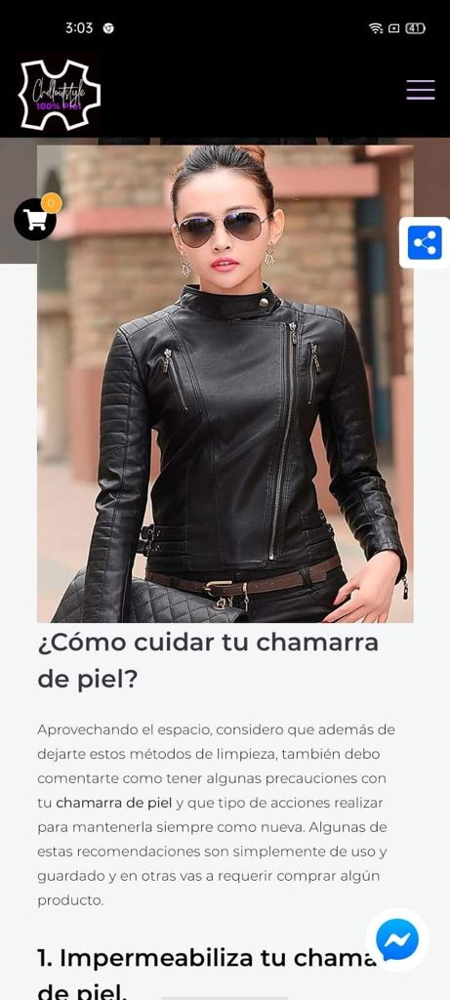 3:03
41
Chilloutstyle
100% Piel
0
¿Cómo cuidar tu chamarra
de piel?
Aprovechando el espacio, considero que además de
dejarte estos métodos de limpieza, también debo
comentarte como tener algunas precauciones con
tu chamarra de piel y que tipo de acciones realizar
para mantenerla siempre como nueva. Algunas de
estas recomendaciones son simplemente de uso y
guardado y en otras vas a requerir comprar algún
producto.
1. Impermeabiliza tu chama
de piel.